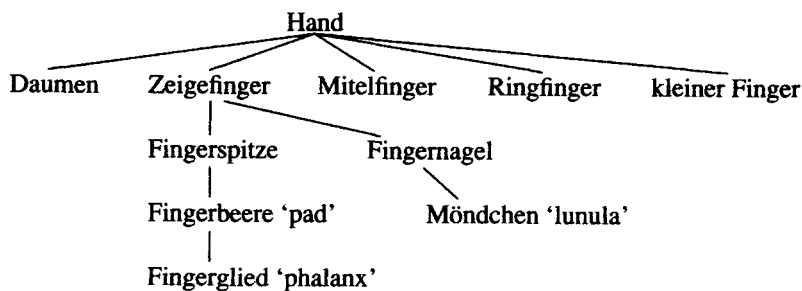 Hand
Daumen Zeigefinger Mitelfinger Ringfinger kleiner Finger
Fingerspitze Fingernagel
Fingerbeere ‘pad’ Möndchen ‘lunula’
Fingerglied ‘phalanx’